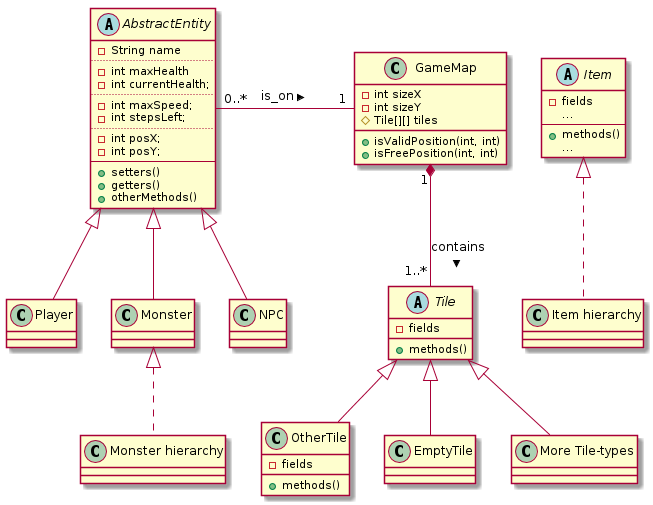 A AbstractEntity
String name
int maxHealth
int currentHealth;
int maxSpeed;
int stepsLeft;
int posX;
int posY;
setters()
getters()
otherMethods()
0..* is_on ▶ 1
C GameMap
int sizeX
int sizeY
Tile[][] tiles
isValidPosition(int, int)
isFreePosition(int, int)
A Item
fields
...
methods()
...
1
contains
▼
1..*
C Player
C Monster
C NPC
A Tile
fields
methods()
C Item hierarchy
C Monster hierarchy
C OtherTile
fields
methods()
C EmptyTile
C More Tile-types